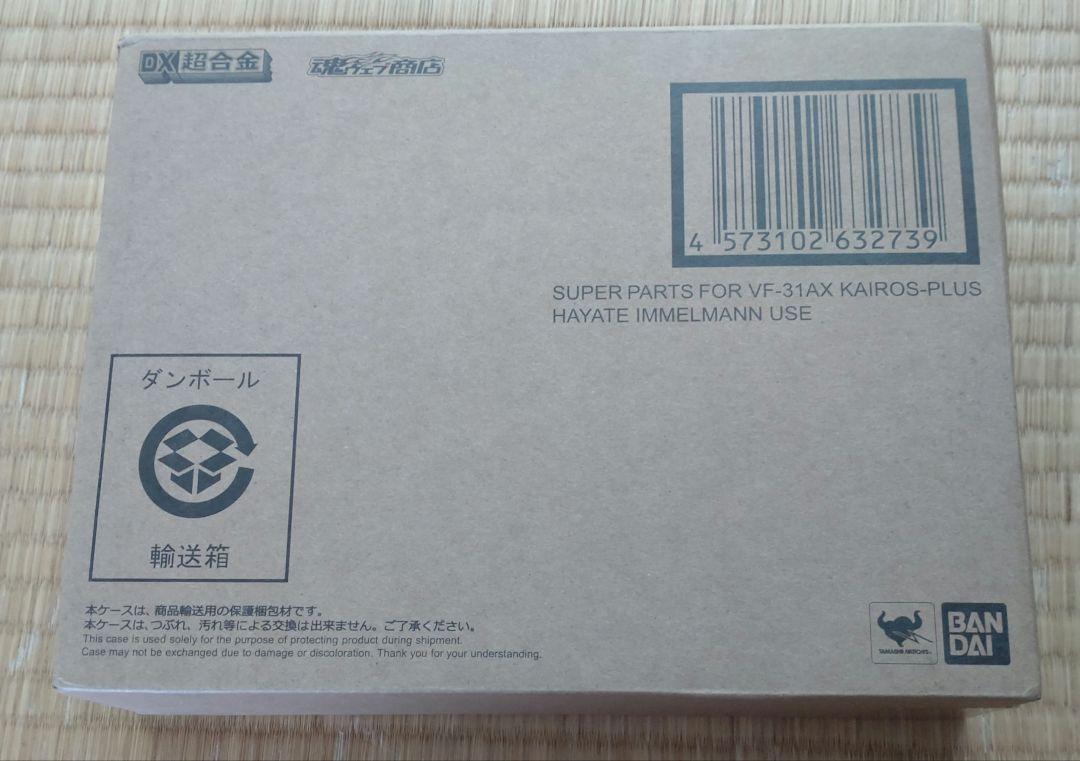 DX超合金
魂ウェブ商店
4 573102 632739
SUPER PARTS FOR VF-31AX KAIROS-PLUS
HAYATE IMMELMANN USE
ダンボール
輸送箱
本ケースは、商品輸送用の保護梱包材です。
本ケースは、つぶれ、汚れ等による交換は出来ません。ご了承ください。
This case is used solely for the purpose of protecting product during shipment.
Case may not be exchanged due to damage or discoloration. Thank you for your understanding.
TAMASHII NATIONS
BAN
DAI